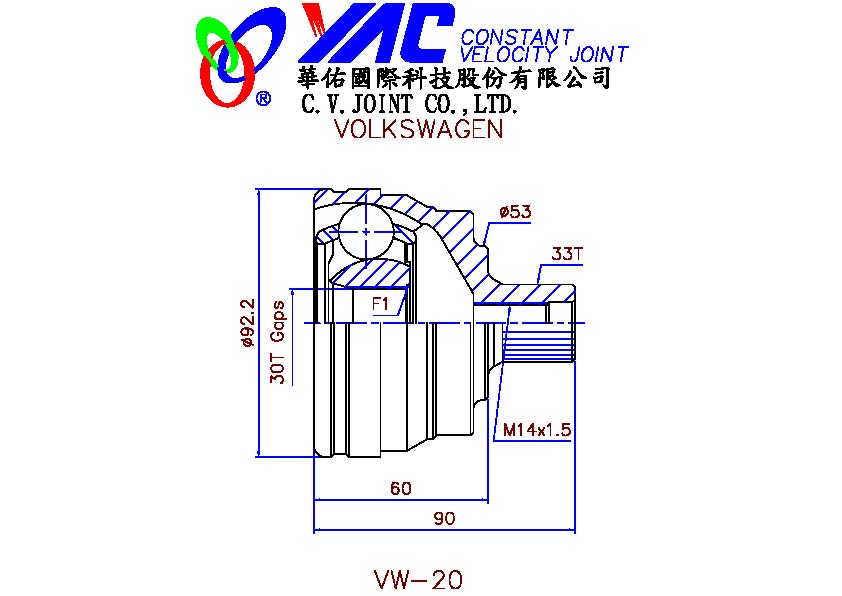 YAC
CONSTANT
VELOCITY JOINT
®
華佑國際科技股份有限公司
C.V.JOINT CO.,LTD.
VOLKSWAGEN
ø53
33T
F1
ø92.2
30T Gaps
M14x1.5
60
90
VW-20